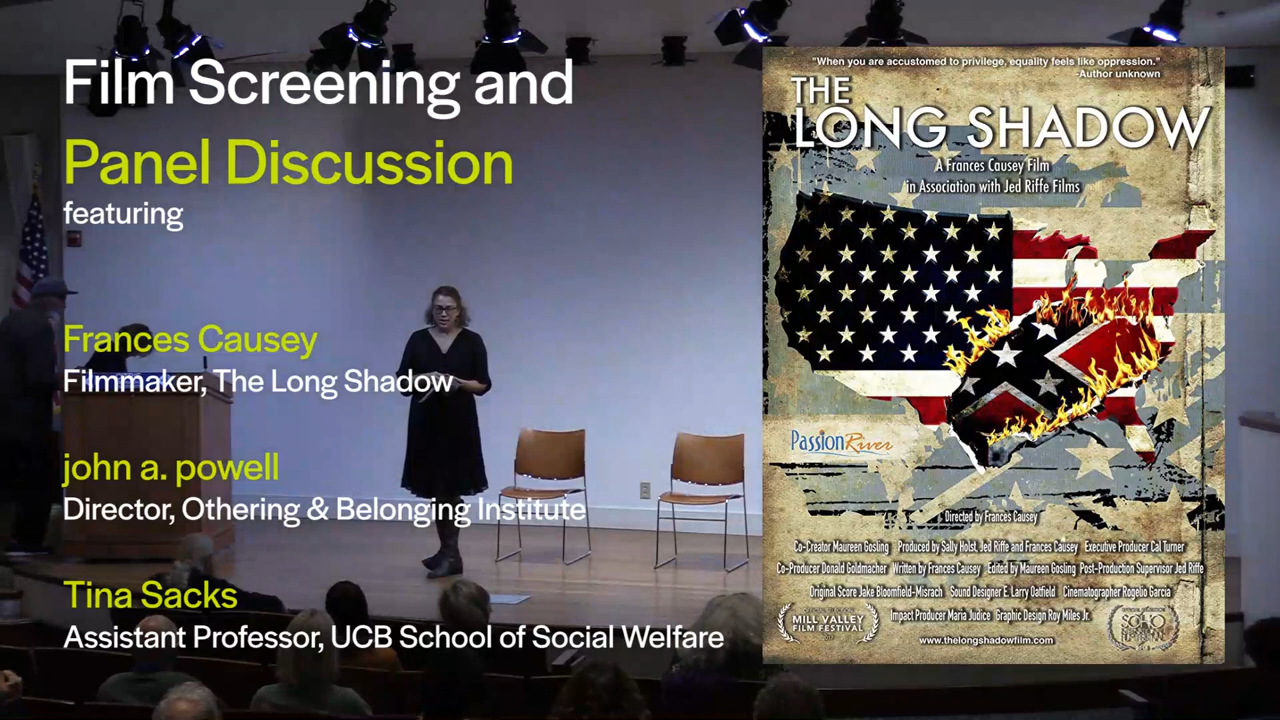 Film Screening and
Panel Discussion
featuring
Frances Causey
Filmmaker, The Long Shadow
john a. powell
Director, Othering & Belonging Institute
Tina Sacks
Assistant Professor, UCB School of Social Welfare
"When you are accustomed to privilege, equality feels like oppression."
-Author unknown
THE
LONG SHADOW
A Frances Causey Film
in Association with Jed Riffe Films
PassionRiver
Directed by Frances Causey
Co-Creator Maureen Gosling Produced by Sally Holst, Jed Riffe and Frances Causey Executive Producer Cal Turner
Co-Producer Donald Goldmacher Written by Frances Causey Edited by Maureen Gosling Post-Production Supervisor Jed Riffe
Original Score Jake Bloomfield-Misrach Sound Designer E. Larry Oatfield Cinematographer Rogelio Garcia
Impact Producer Maria Judice Graphic Design Roy Miles Jr.
MILL VALLEY
FILM FESTIVAL
SOHO
www.thelongshadowfilm.com